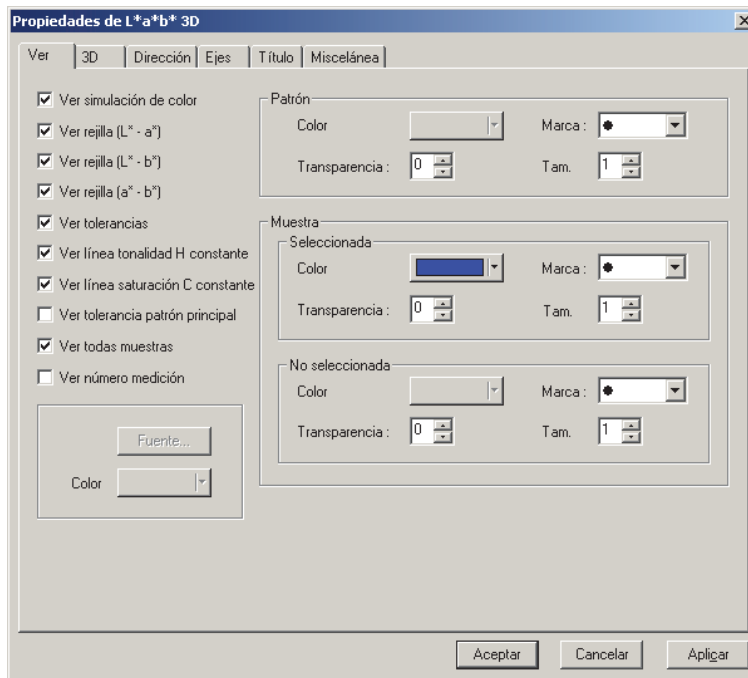 Propiedades de L*a*b* 3D
Ver
3D
Dirección
Ejes
Título
Miscelánea
Ver simulación de color
Ver rejilla (L* - a*)
Ver rejilla (L* - b*)
Ver rejilla (a* - b*)
Ver tolerancias
Ver línea tonalidad H constante
Ver línea saturación C constante
Ver tolerancia patrón principal
Ver todas muestras
Ver número medición
Fuente...
Color
Patrón
Color
Marca :
Transparencia :
0
Tam.
1
Muestra
Seleccionada
Color
Marca :
Transparencia :
0
Tam.
1
No seleccionada
Color
Marca :
Transparencia :
0
Tam.
1
Aceptar
Cancelar
Aplicar